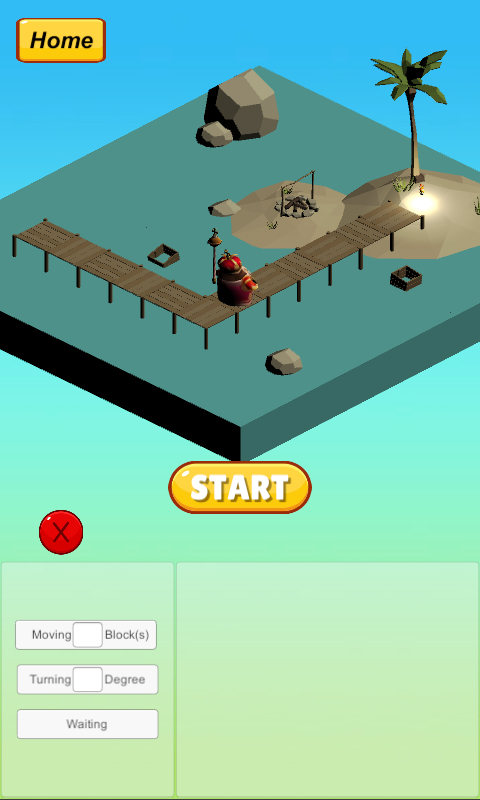 Home
START
X
Moving Block(s)
Turning Degree
Waiting